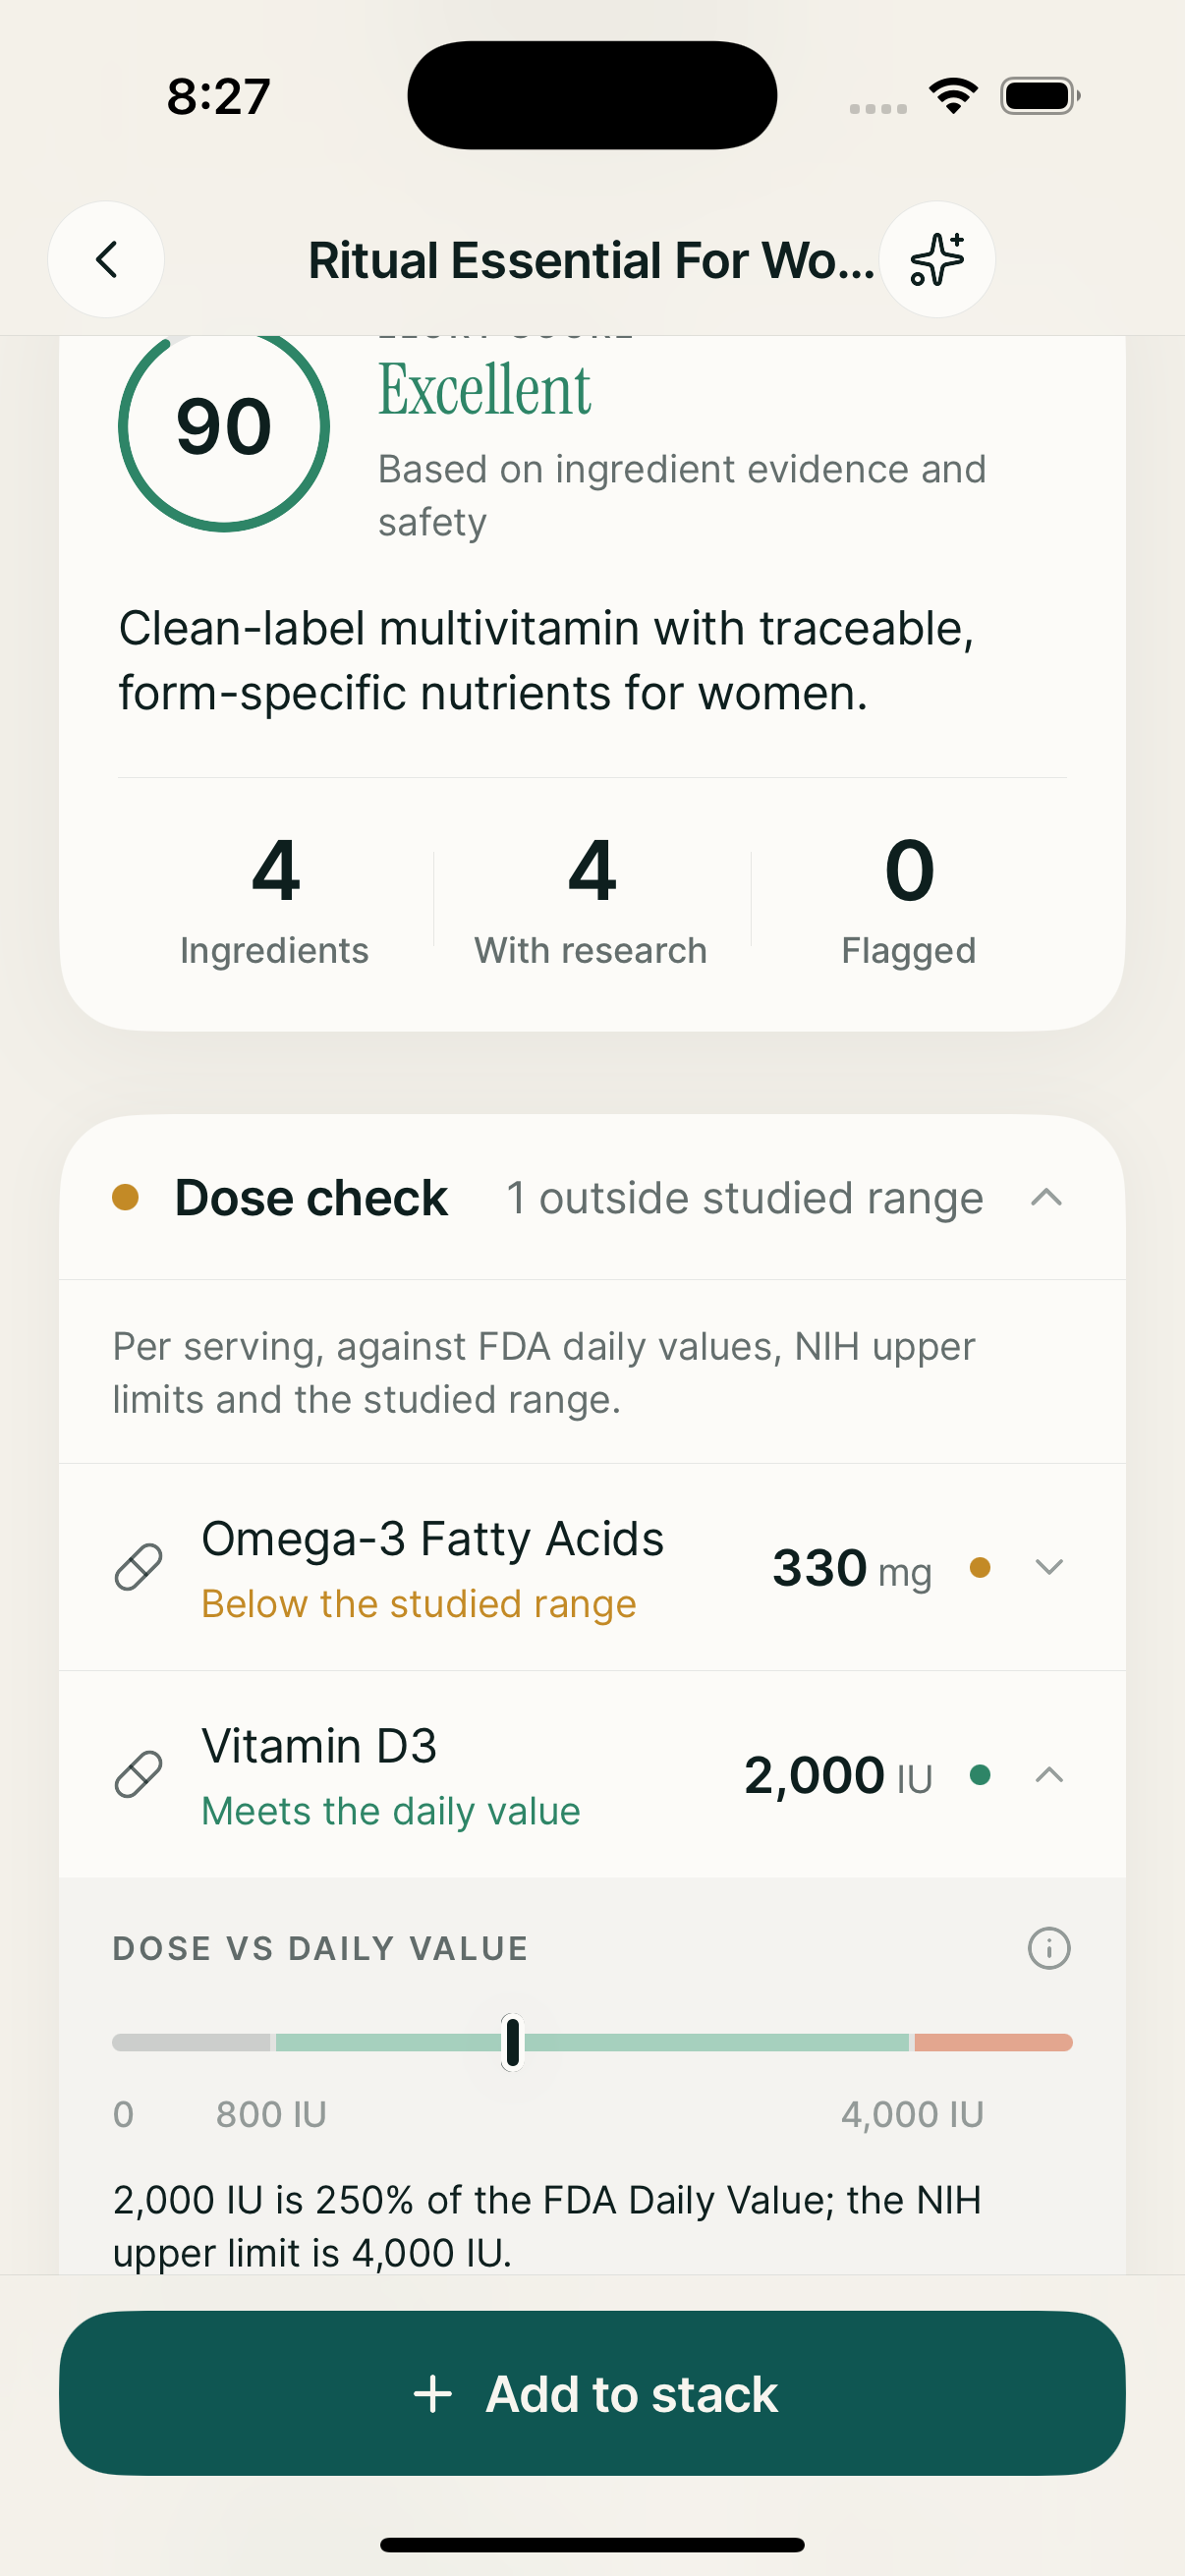 8:27
Ritual Essential For Wo...
90
Excellent
Based on ingredient evidence and
safety
Clean-label multivitamin with traceable,
form-specific nutrients for women.
4
4
0
Ingredients
With research
Flagged
Dose check
1 outside studied range
Per serving, against FDA daily values, NIH upper
limits and the studied range.
Omega-3 Fatty Acids
330 mg
Below the studied range
Vitamin D3
2,000 IU
Meets the daily value
DOSE VS DAILY VALUE
0
800 IU
4,000 IU
2,000 IU is 250% of the FDA Daily Value; the NIH
upper limit is 4,000 IU.
Add to stack